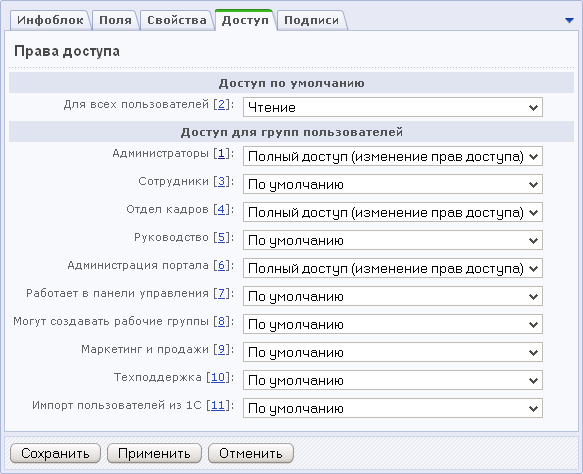 Инфоблок Поля Свойства Доступ Подписи
Права доступа
Доступ по умолчанию
Для всех пользователей [2]: Чтение
Доступ для групп пользователей
Администраторы [1]: Полный доступ (изменение прав доступа)
Сотрудники [3]: По умолчанию
Отдел кадров [4]: Полный доступ (изменение прав доступа)
Руководство [5]: По умолчанию
Администрация портала [6]: Полный доступ (изменение прав доступа)
Работает в панели управления [7]: По умолчанию
Могут создавать рабочие группы [8]: По умолчанию
Маркетинг и продажи [9]: По умолчанию
Техподдержка [10]: По умолчанию
Импорт пользователей из 1С [11]: По умолчанию
Сохранить Применить Отменить